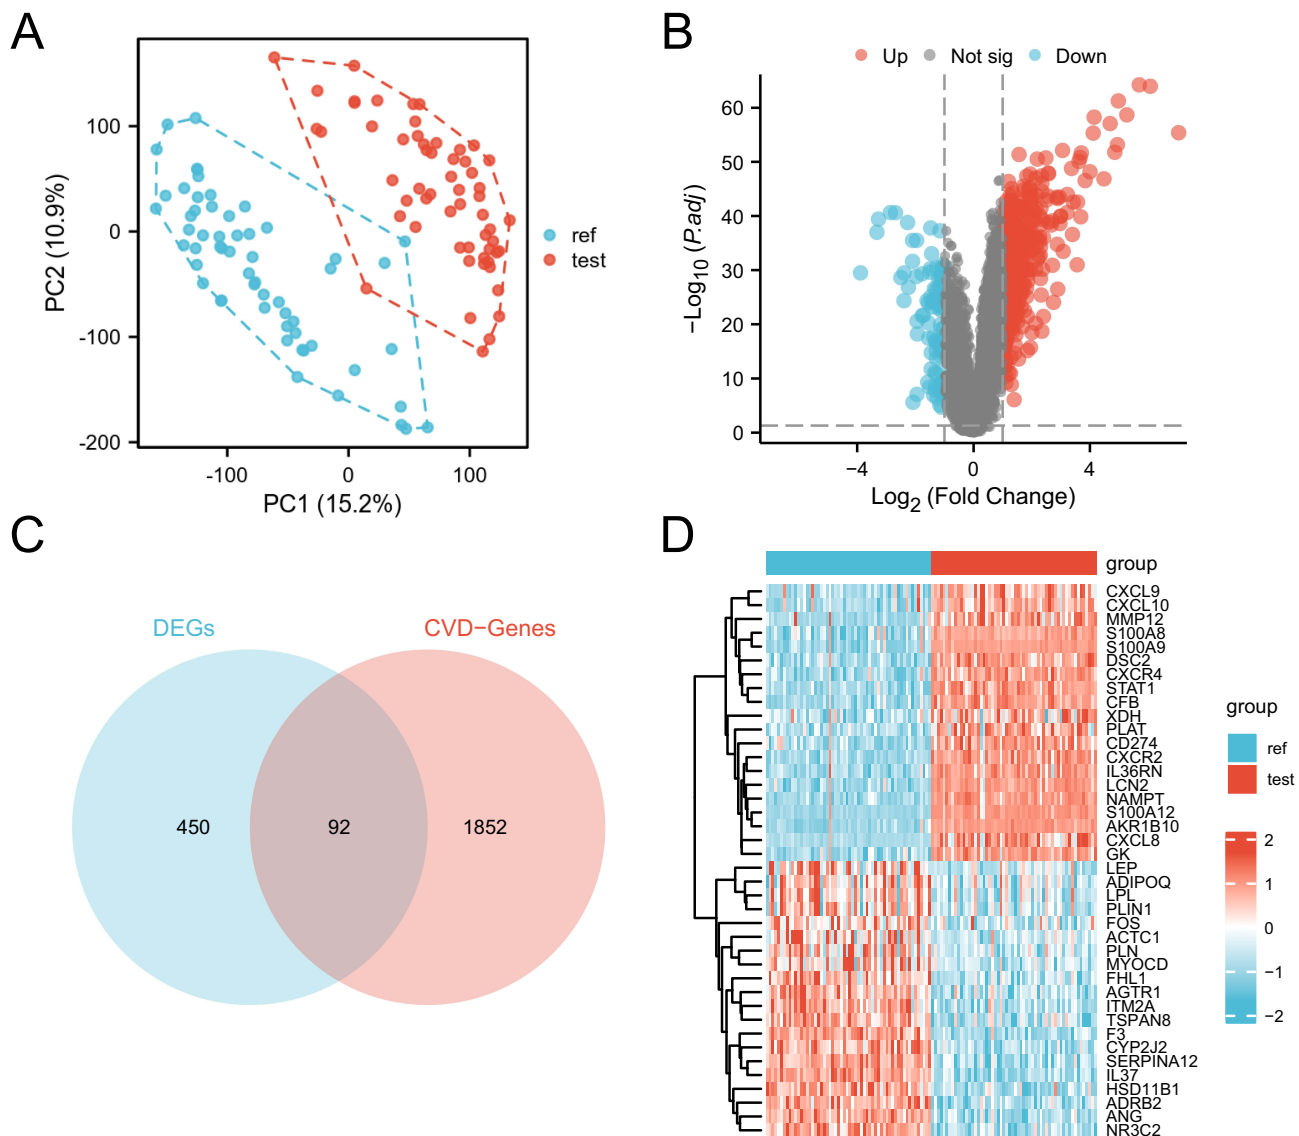 A
100
0
-100
-200
-100
0
100
PC2 (10.9%)
PC1 (15.2%)
ref
test
B
Up
Not sig
Down
60
50
40
30
20
10
0
−4
0
4
−Log10 (P.adj)
Log2 (Fold Change)
C
DEGs
CVD−Genes
450
92
1852
D
group
CXCL9
CXCL10
MMP12
S100A8
S100A9
DSC2
CXCR4
STAT1
CFB
XDH
PLAT
CD274
CXCR2
IL36RN
LCN2
NAMPT
S100A12
AKR1B10
CXCL8
GK
LEP
ADIPOQ
LPL
PLIN1
FOS
ACTC1
PLN
MYOCD
FHL1
AGTR1
ITM2A
TSPAN8
F3
CYP2J2
SERPINA12
IL37
HSD11B1
ADRB2
ANG
NR3C2
group
ref
test
2
1
0
−1
−2